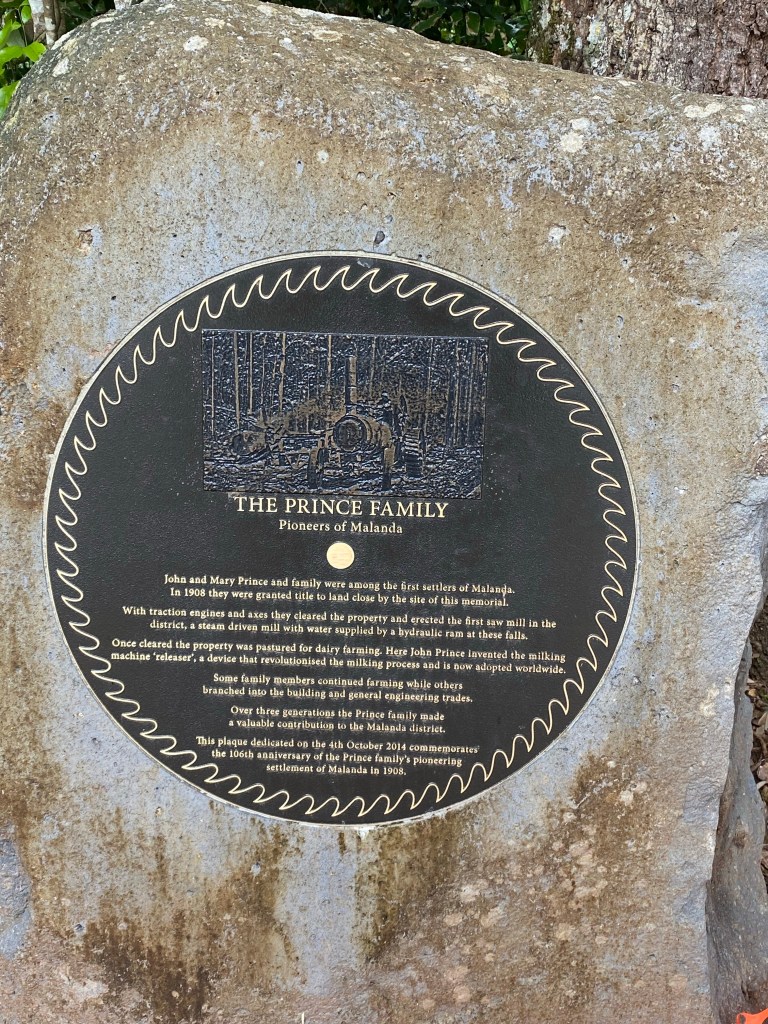 THE PRINCE FAMILY
Pioneers of Malanda
John and Mary Prince and family were among the first settlers of Malanda.
In 1908 they were granted title to land close by the site of this memorial.
With traction engines and axes they cleared the property and erected the first saw mill in the
district, a steam driven mill with water supplied by a hydraulic ram at these falls.
Once cleared the property was pastured for dairy farming. Here John Prince invented the milking
machine ‘releaser’, a device that revolutionised the milking process and is now adopted worldwide.
Some family members continued farming while others
branched into the building and general engineering trades.
Over three generations the Prince family made
a valuable contribution to the Malanda district.
This plaque dedicated on the 4th October 2014 commemorates
the 106th anniversary of the Prince family’s pioneering
settlement of Malanda in 1908.